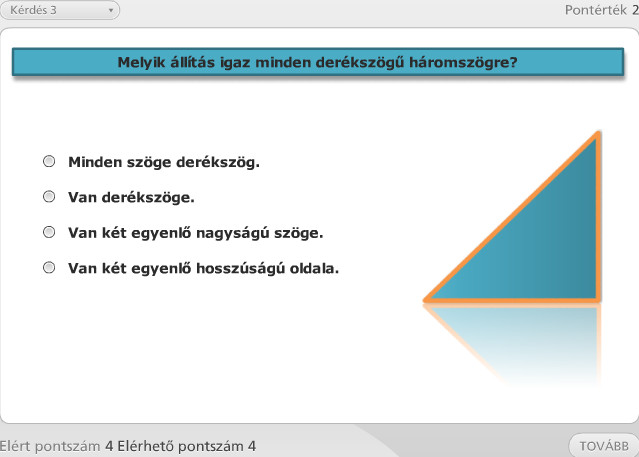 Kérdés 3
Pontérték 2
Melyik állítás igaz minden derékszögű háromszögre?
Minden szöge derékszög.
Van derékszöge.
Van két egyenlő nagyságú szöge.
Van két egyenlő hosszúságú oldala.
Elért pontszám 4 Elérhető pontszám 4
TOVÁBB